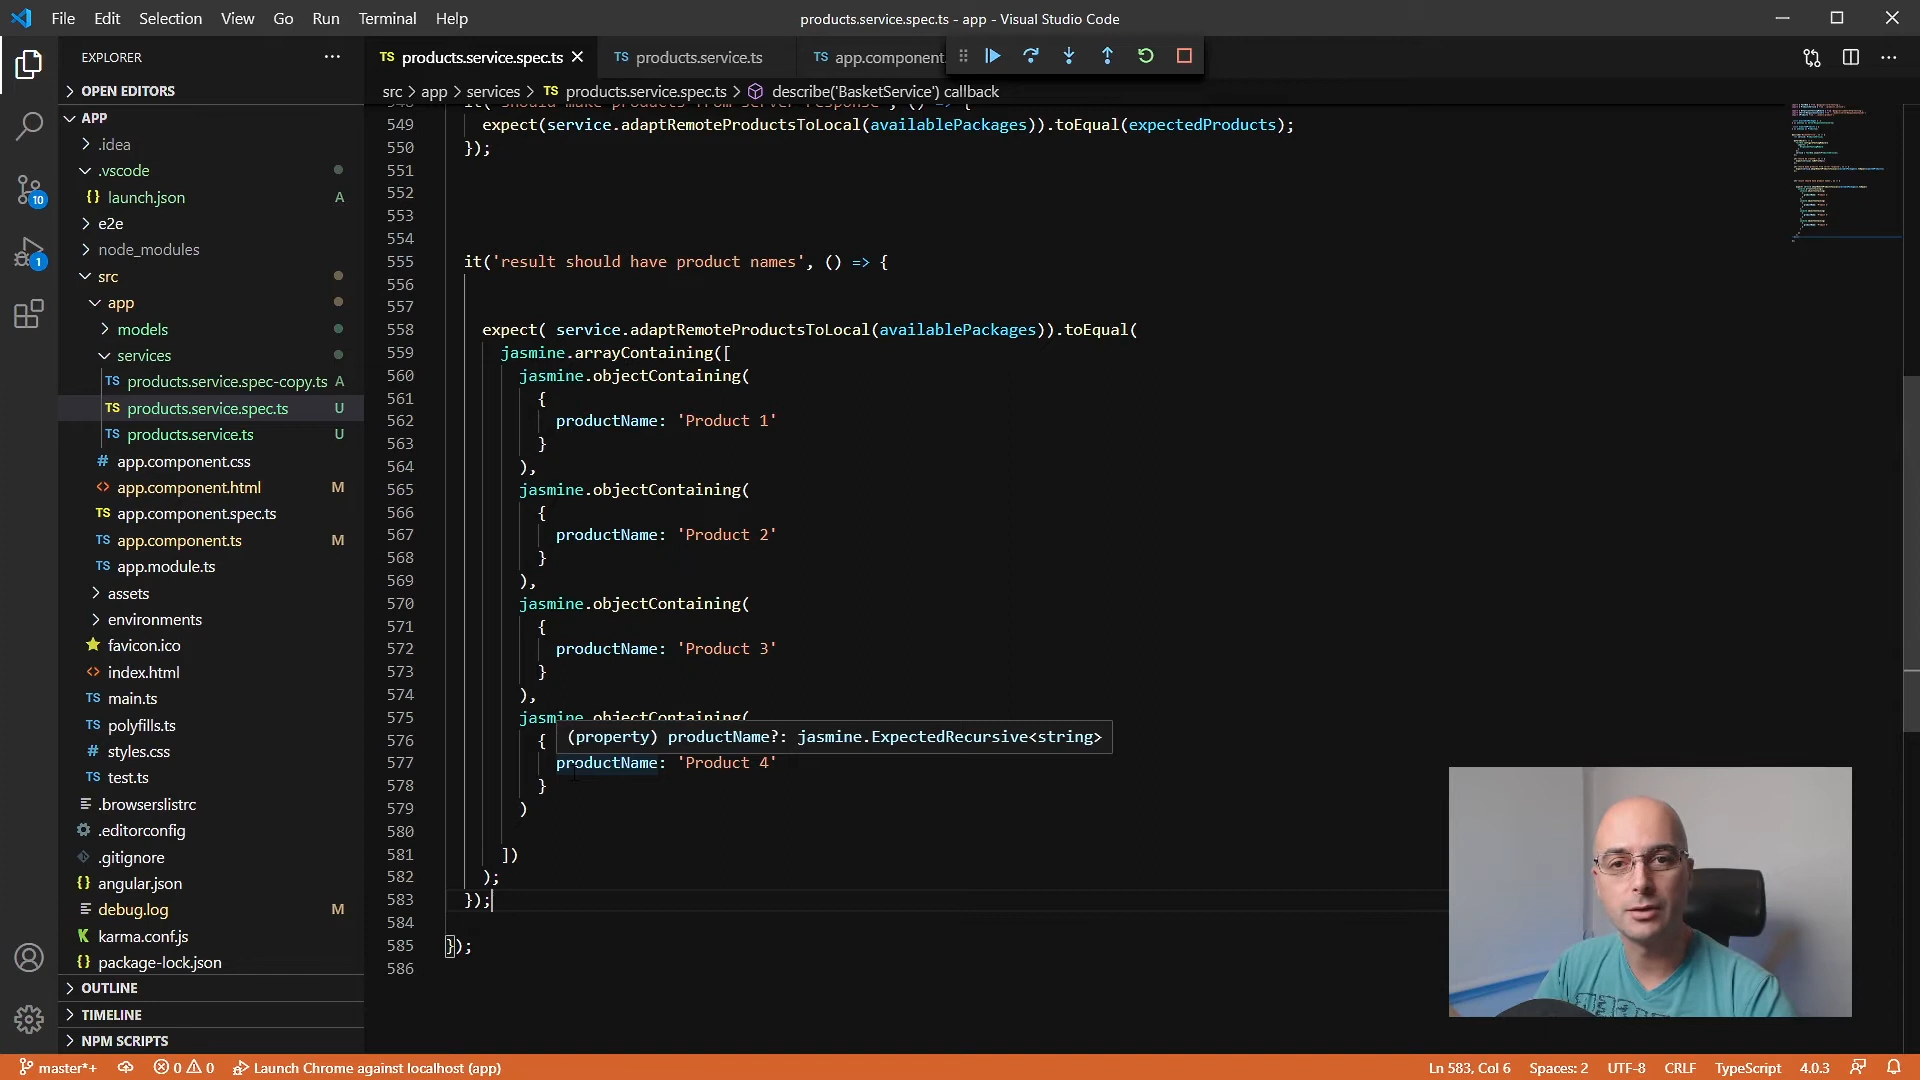 File Edit Selection View Go Run Terminal Help
products.service.spec.ts - app - Visual Studio Code
EXPLORER
OPEN EDITORS
APP
.idea
.vscode
launch.json A
e2e
node_modules
src
app
models
services
TS products.service.spec-copy.ts A
TS products.service.spec.ts U
TS products.service.ts U
# app.component.css
<> app.component.html M
TS app.component.spec.ts
TS app.component.ts M
TS app.module.ts
assets
environments
favicon.ico
<> index.html
TS main.ts
TS polyfills.ts
# styles.css
TS test.ts
.browserslistrc
.editorconfig
.gitignore
{} angular.json
debug.log M
K karma.conf.js
{} package-lock.json
OUTLINE
TIMELINE
NPM SCRIPTS
10
1
TS products.service.spec.ts
TS products.service.ts
TS app.component.
src > app > services > TS products.service.spec.ts > describe('BasketService') callback
548 it('should make products from server response', () => {
549 expect(service.adaptRemoteProductsToLocal(availablePackages)).toEqual(expectedProducts);
550 });
551
552
553
554
555 it('result should have product names', () => {
556
557
558 expect( service.adaptRemoteProductsToLocal(availablePackages)).toEqual(
559 jasmine.arrayContaining([
560 jasmine.objectContaining(
561 {
562 productName: 'Product 1'
563 }
564 ),
565 jasmine.objectContaining(
566 {
567 productName: 'Product 2'
568 }
569 ),
570 jasmine.objectContaining(
571 {
572 productName: 'Product 3'
573 }
574 ),
575 jasmine.objectContaining(
576 { (property) productName?: jasmine.ExpectedRecursive<string>
577 productName: 'Product 4'
578 }
579 )
580
581 ])
582 );
583 });
584
585 });
586
master*+ 0 0 Launch Chrome against localhost (app)
Ln 583, Col 6 Spaces: 2 UTF-8 CRLF TypeScript 4.0.3